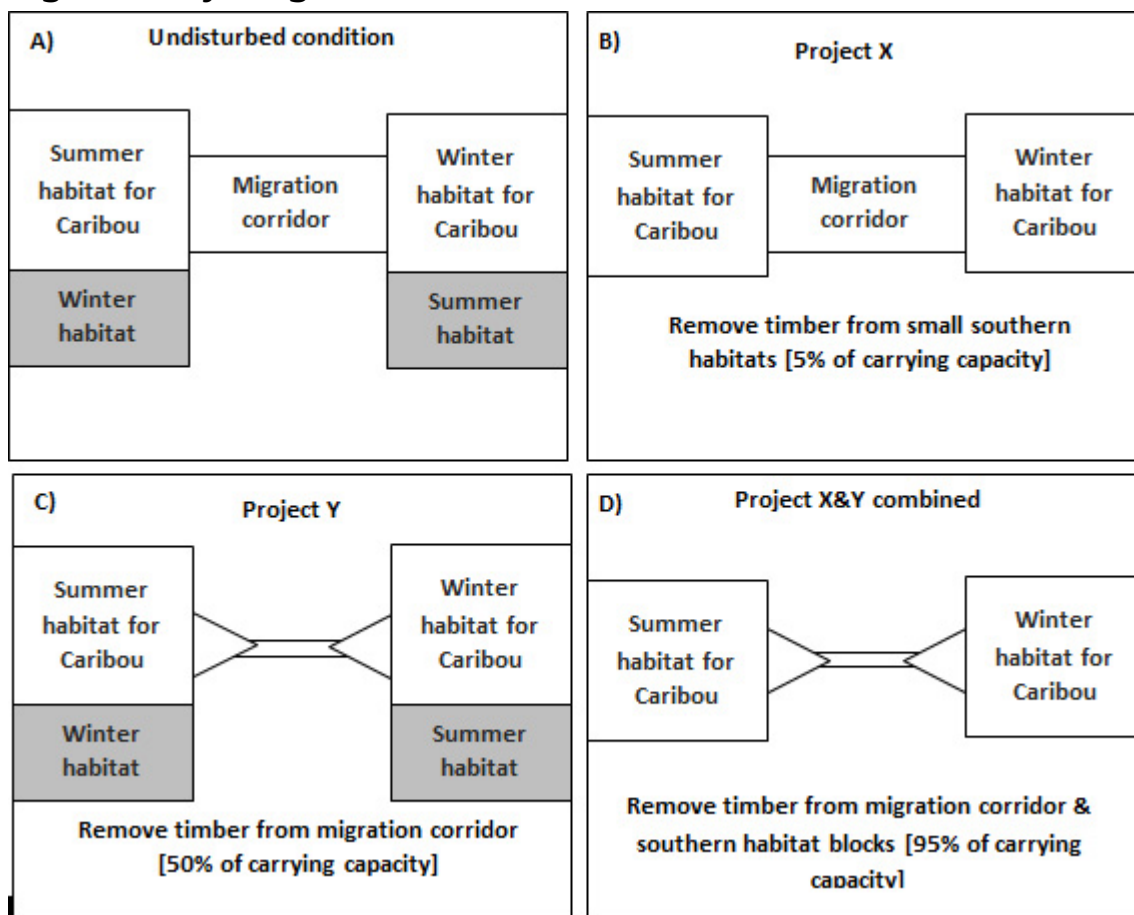 A)
Undisturbed condition
Summer
habitat for
Caribou
Migration
corridor
Winter
habitat for
Caribou
Winter
habitat
Summer
habitat
B)
Project X
Summer
habitat for
Caribou
Migration
corridor
Winter
habitat for
Caribou
Remove timber from small southern
habitats [5% of carrying capacity]
C)
Project Y
Summer
habitat for
Caribou
Winter
habitat for
Caribou
Winter
habitat
Summer
habitat
Remove timber from migration corridor
[50% of carrying capacity]
D)
Project X&Y combined
Summer
habitat for
Caribou
Winter
habitat for
Caribou
Remove timber from migration corridor &
southern habitat blocks [95% of carrying
capacity]